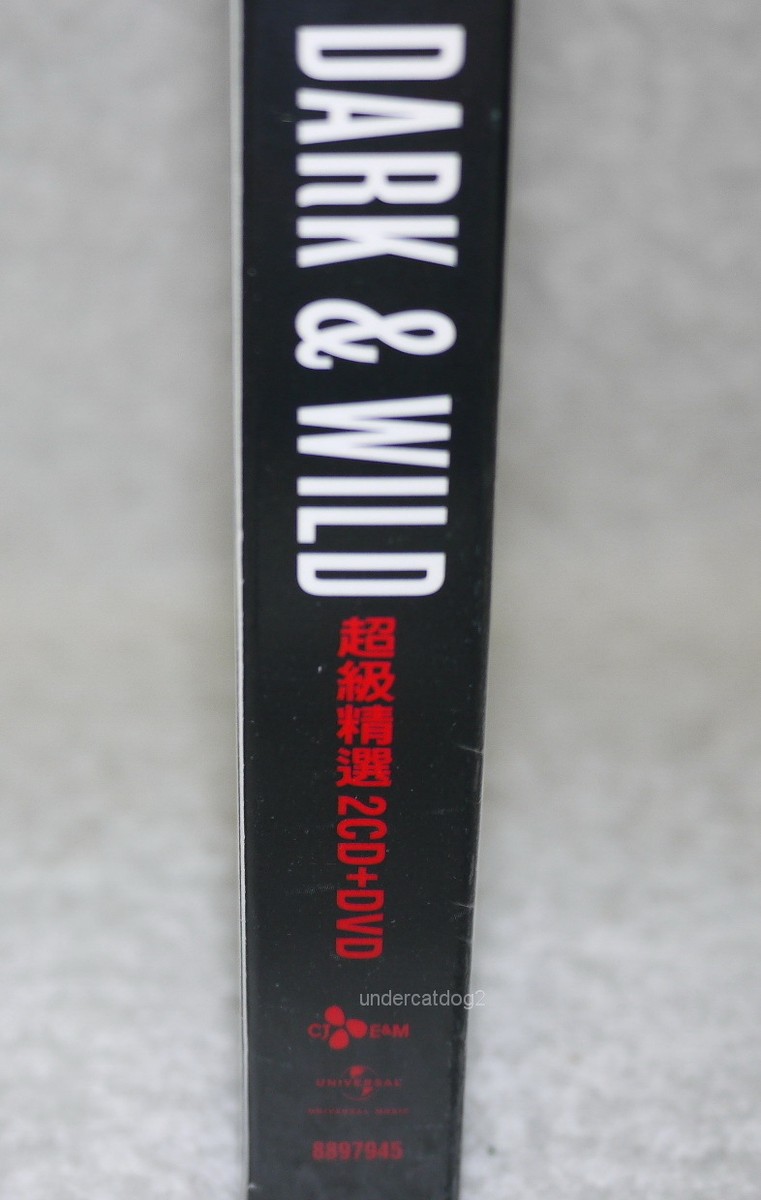 DARK & WILD
超級精選 2CD+DVD
undercatdog2
CJ E&M
UNIVERSAL
UNIVERSAL MUSIC
8897945